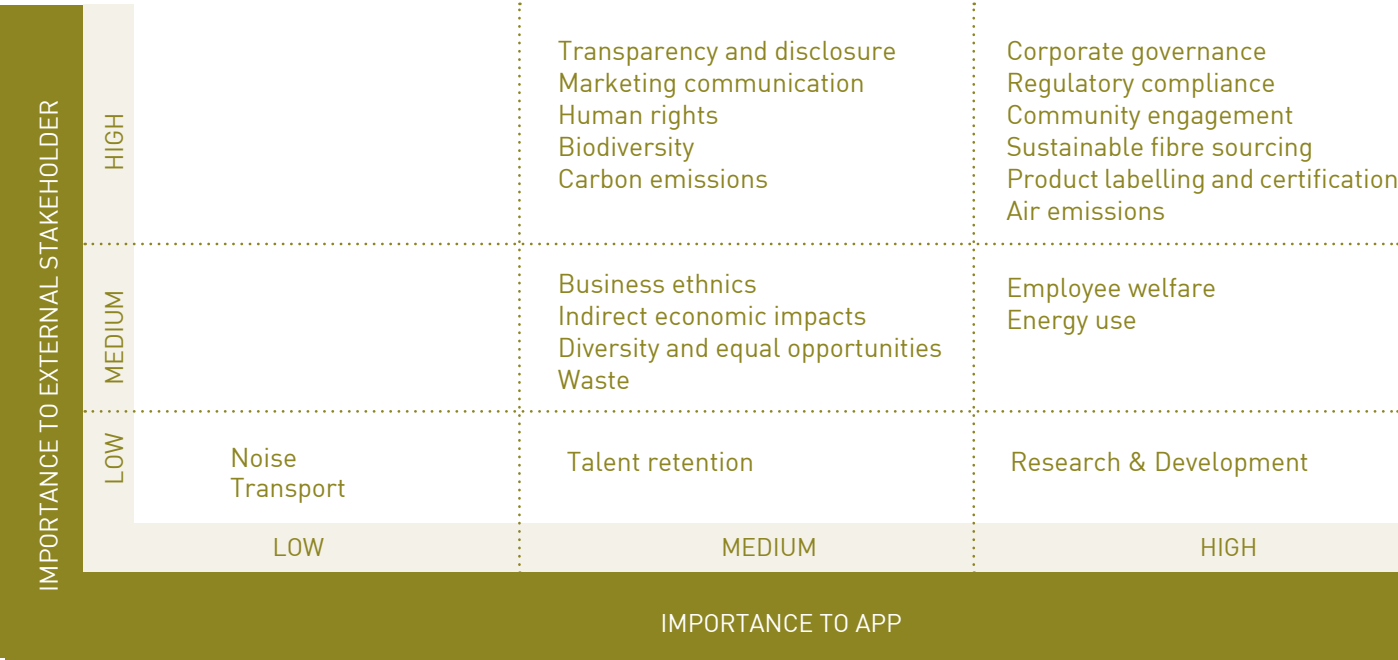 IMPORTANCE TO EXTERNAL STAKEHOLDER
HIGH
Transparency and disclosure
Marketing communication
Human rights
Biodiversity
Carbon emissions
Corporate governance
Regulatory compliance
Community engagement
Sustainable fibre sourcing
Product labelling and certification
Air emissions
MEDIUM
Business ethnics
Indirect economic impacts
Diversity and equal opportunities
Waste
Employee welfare
Energy use
LOW
Noise
Transport
Talent retention
Research & Development
LOW
MEDIUM
HIGH
IMPORTANCE TO APP